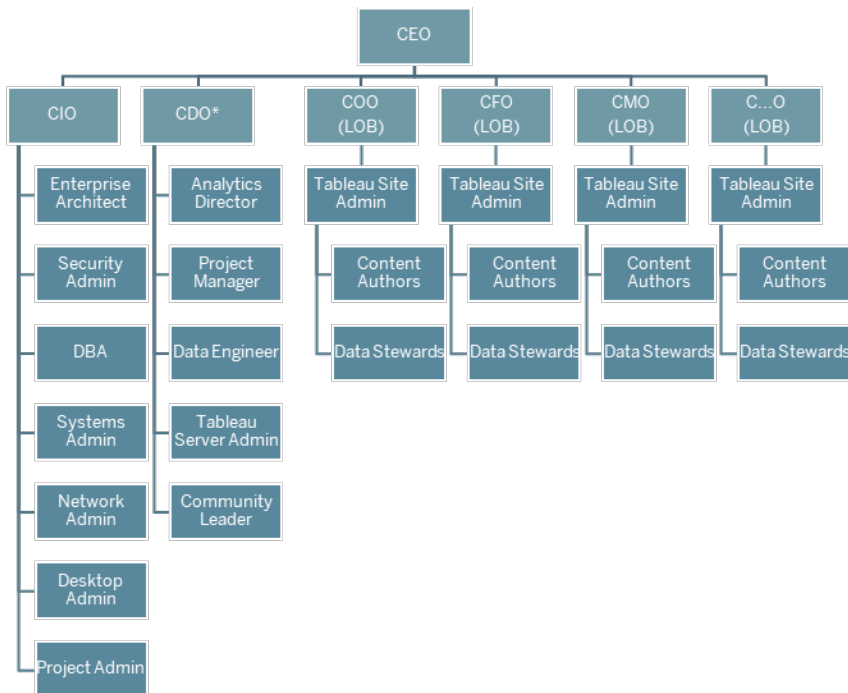 CEO
CIO
CDO*
COO
(LOB)
CFO
(LOB)
CMO
(LOB)
C...O
(LOB)
Enterprise
Architect
Security
Admin
DBA
Systems
Admin
Network
Admin
Desktop
Admin
Project Admin
Analytics
Director
Project
Manager
Data Engineer
Tableau
Server Admin
Community
Leader
Tableau Site
Admin
Content
Authors
Data Stewards
Tableau Site
Admin
Content
Authors
Data Stewards
Tableau Site
Admin
Content
Authors
Data Stewards
Tableau Site
Admin
Content
Authors
Data Stewards